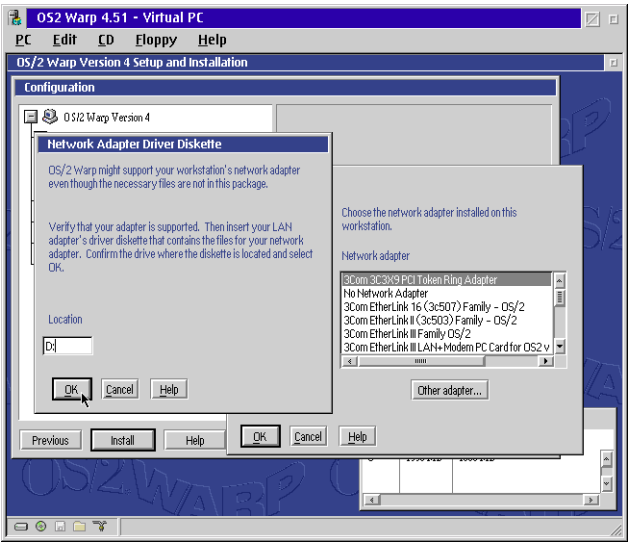 OS2 Warp 4.51 - Virtual PC
PC Edit CD Floppy Help
OS/2 Warp Version 4 Setup and Installation
Configuration
OS/2 Warp Version 4
Network Adapter Driver Diskette
OS/2 Warp might support your workstation's network adapter
even though the necessary files are not in this package.
Verify that your adapter is supported. Then insert your LAN
adapter's driver diskette that contains the files for your network
adapter. Confirm the drive where the diskette is located and select
OK.
Location
D:
OK Cancel Help
Choose the network adapter installed on this
workstation.
Network adapter
3Com 3C3X9 PCI Token Ring Adapter
No Network Adapter
3Com EtherLink 16 (3c507) Family - OS/2
3Com EtherLink II (3c503) Family - OS/2
3Com EtherLink III Family OS/2
3Com EtherLink III LAN+Modem PC Card for OS2 v
Other adapter...
OK Cancel Help
Previous Install Help
OS/2 WARP